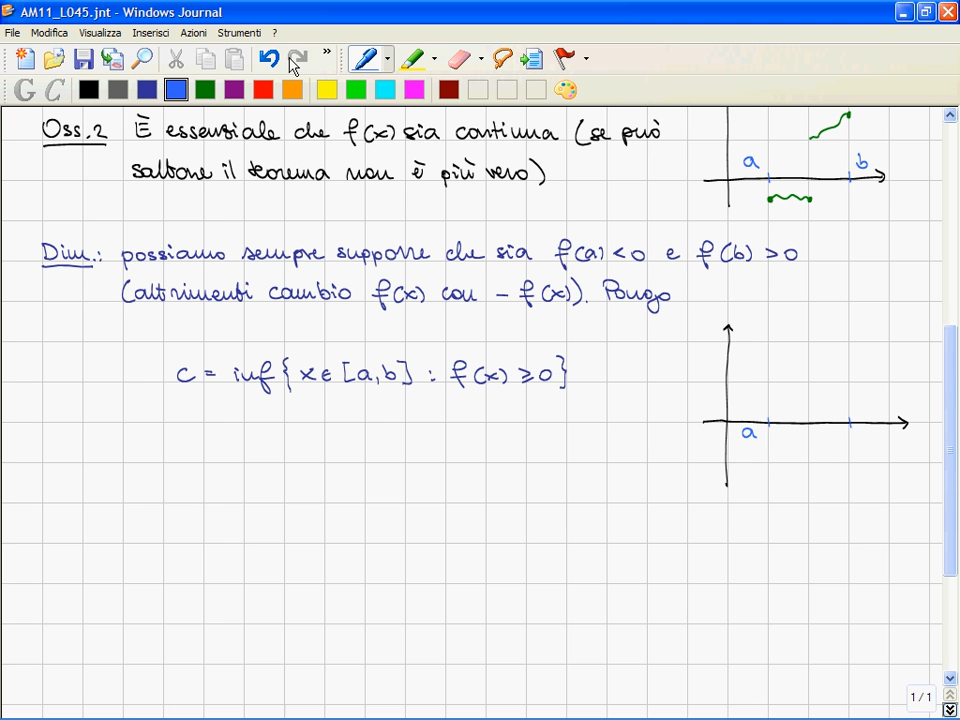 AM11_L045.jnt - Windows Journal
File Modifica Visualizza Inserisci Azioni Strumenti ?
»
G C
Oss.2 È essenziale che f(x) sia continua (se può
saltare il teorema non è più vero)
a b
Dim.: possiamo sempre supporre che sia f(a) < 0 e f(b) > 0
(altrimenti cambio f(x) con - f(x)). Pongo
c = inf { x ∈ [a,b] : f(x) ≥ 0 }
a
1 / 1